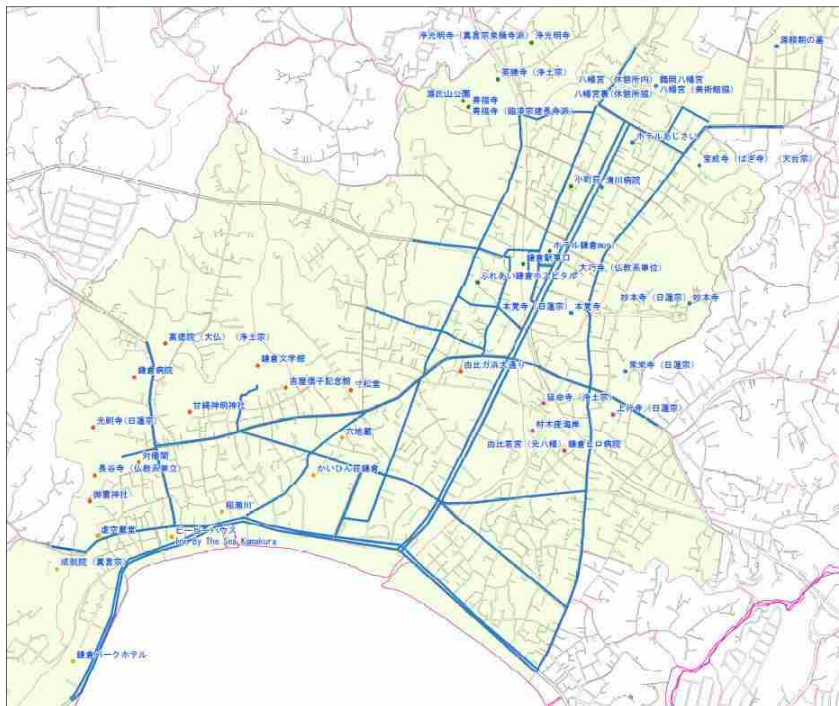 浄光明寺（真言宗泉涌寺派）浄光明寺
源頼朝の墓
英勝寺（浄土宗）
八幡宮（休憩所内） 鶴岡八幡宮
源氏山公園
八幡宮裏（休憩所脇） 八幡宮（美術館脇）
寿福寺
寿福寺（臨済宗建長寺派）
ホテルあじさい
宝戒寺（はぎ寺）（天台宗）
小町荘 清川病院
ホテル鎌倉mori
鎌倉駅東口
大巧寺（仏教系単位）
ふれあい鎌倉ホスピタル
本覚寺（日蓮宗） 本覚寺
妙本寺（日蓮宗） 妙本寺
高徳院（大仏）（浄土宗）
鎌倉文学館
由比ガ浜大通り
常栄寺（日蓮宗）
鎌倉病院
吉屋信子記念館
寸松堂
甘縄神明神社
延命寺（浄土宗）
上行寺（日蓮宗）
光則寺（日蓮宗）
材木座海岸
六地蔵
由比若宮（元八幡） 鎌倉ヒロ病院
対僊閣
長谷寺（仏教系単立）
かいひん荘鎌倉
御霊神社
稲瀬川
虚空蔵堂
Inn By The Sea Kamakura
成就院（真言宗）
鎌倉パークホテル